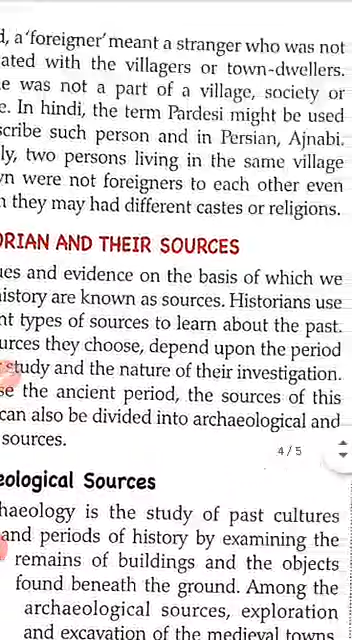 d, a 'foreigner' meant a stranger who was not
ated with the villagers or town-dwellers.
e was not a part of a village, society or
e. In hindi, the term Pardesi might be used
scribe such person and in Persian, Ajnabi.
ly, two persons living in the same village
n were not foreigners to each other even
they may had different castes or religions.
ORIAN AND THEIR SOURCES
ues and evidence on the basis of which we
history are known as sources. Historians use
nt types of sources to learn about the past.
urces they choose, depend upon the period
study and the nature of their investigation.
se the ancient period, the sources of this
can also be divided into archaeological and
sources.
4/5
eological Sources
haeology is the study of past cultures
and periods of history by examining the
remains of buildings and the objects
found beneath the ground. Among the
archaeological sources, exploration
and excavation of the medieval towns,